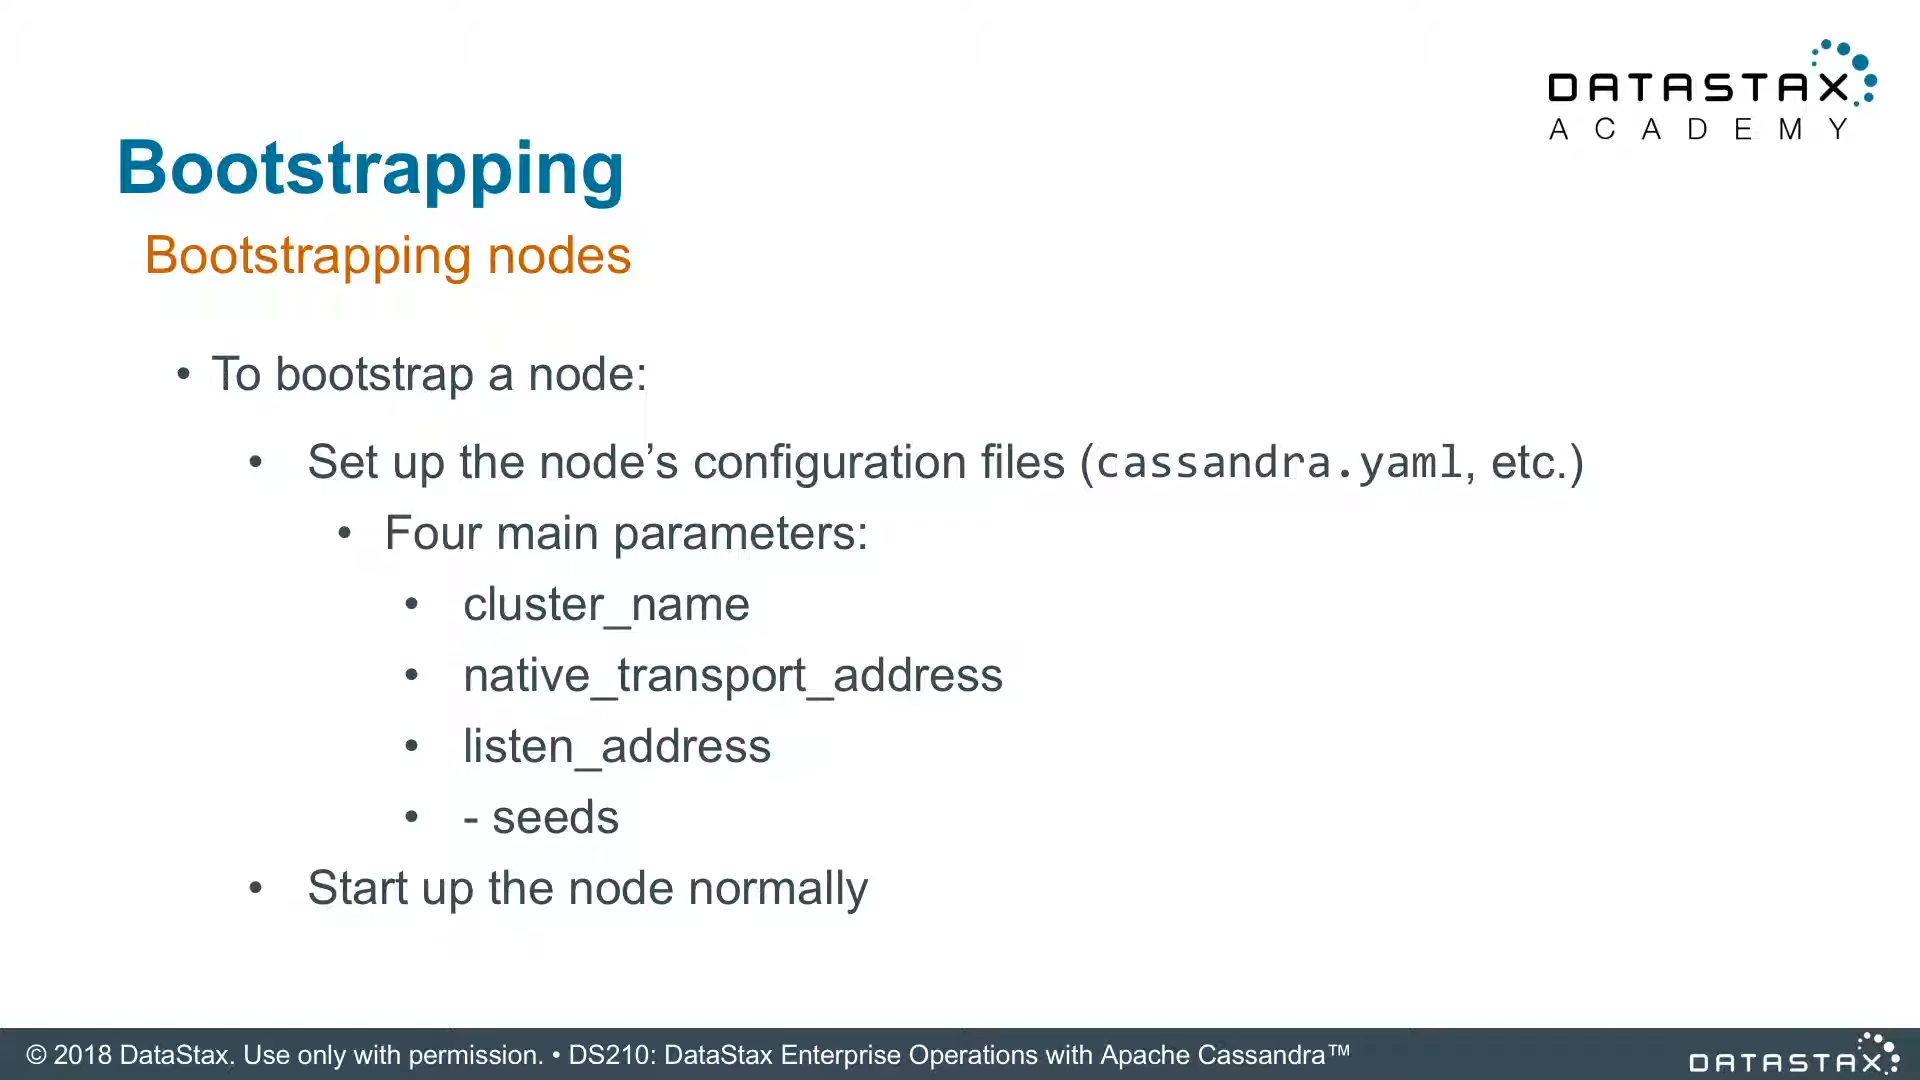 DATASTAX
ACADEMY
Bootstrapping
Bootstrapping nodes
• To bootstrap a node:
• Set up the node’s configuration files (cassandra.yaml, etc.)
• Four main parameters:
• cluster_name
• native_transport_address
• listen_address
• - seeds
• Start up the node normally
© 2018 DataStax. Use only with permission. • DS210: DataStax Enterprise Operations with Apache Cassandra™
DATASTAX